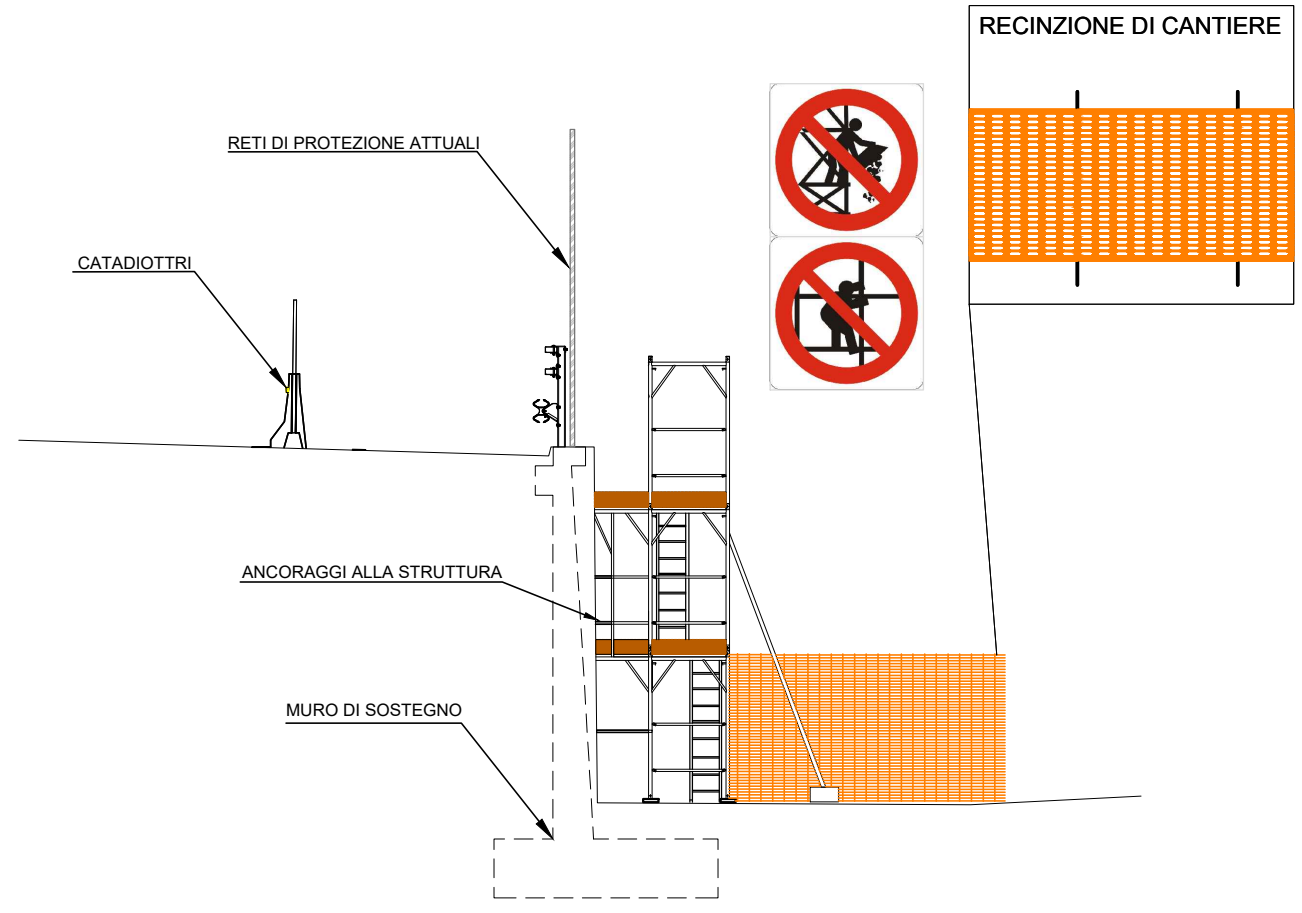 RECINZIONE DI CANTIERE
RETI DI PROTEZIONE ATTUALI
CATADIOTTRI
ANCORAGGI ALLA STRUTTURA
MURO DI SOSTEGNO